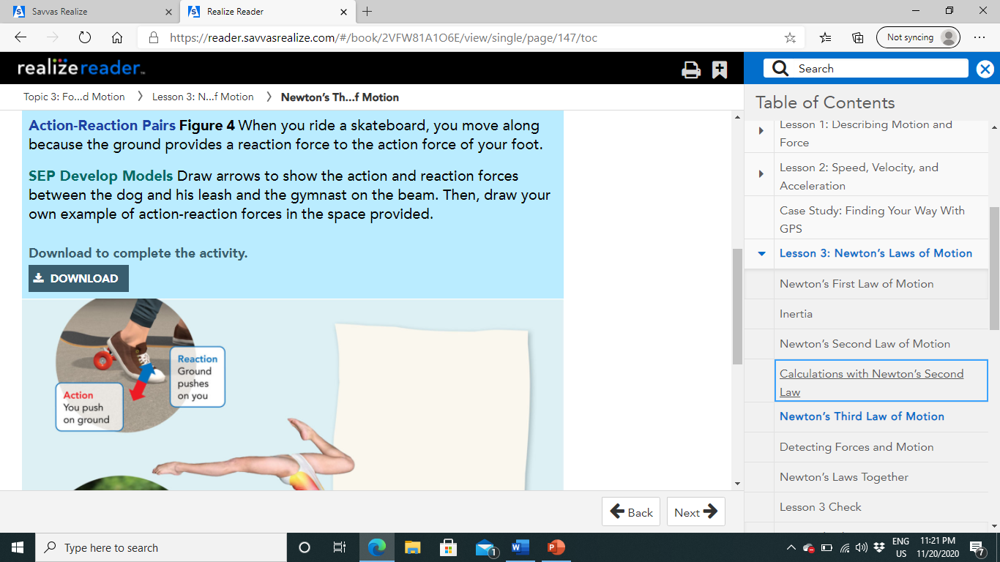 Savvas Realize
Realize Reader
https://reader.savvasrealize.com/#/book/2VFW81A1O6E/view/single/page/147/toc
Not syncing
realizereader™
Search
Topic 3: Fo...d Motion
Lesson 3: N...f Motion
Newton's Th...f Motion
Action-Reaction Pairs Figure 4 When you ride a skateboard, you move along
because the ground provides a reaction force to the action force of your foot.
SEP Develop Models Draw arrows to show the action and reaction forces
between the dog and his leash and the gymnast on the beam. Then, draw your
own example of action-reaction forces in the space provided.
Download to complete the activity.
DOWNLOAD
Reaction
Ground
pushes
on you
Action
You push
on ground
Back
Next
Table of Contents
Lesson 1: Describing Motion and
Force
Lesson 2: Speed, Velocity, and
Acceleration
Case Study: Finding Your Way With
GPS
Lesson 3: Newton's Laws of Motion
Newton's First Law of Motion
Inertia
Newton's Second Law of Motion
Calculations with Newton's Second
Law
Newton's Third Law of Motion
Detecting Forces and Motion
Newton's Laws Together
Lesson 3 Check
Type here to search
1
ENG
US
11:21 PM
11/20/2020
7